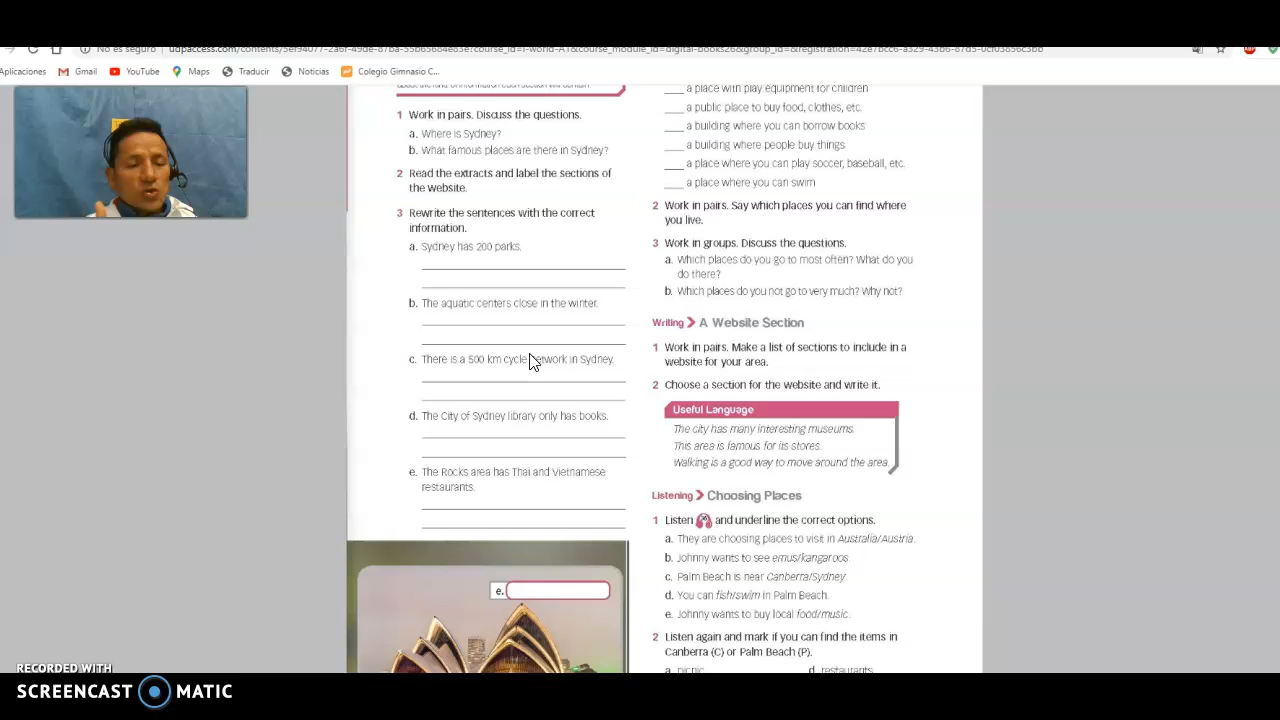 No es seguro
Aplicaciones
Gmail
YouTube
Maps
Traducir
Noticias
Colegio Gimnasio C...
1 Work in pairs. Discuss the questions.
a. Where is Sydney?
b. What famous places are there in Sydney?
2 Read the extracts and label the sections of
the website.
3 Rewrite the sentences with the correct
information.
a. Sydney has 200 parks.
b. The aquatic centers close in the winter.
c. There is a 500 km cycle network in Sydney.
d. The City of Sydney library only has books.
e. The Rocks area has Thai and Vietnamese
restaurants.
e.
____ a place with play equipment for children
____ a public place to buy food, clothes, etc.
____ a building where you can borrow books
____ a building where people buy things
____ a place where you can play soccer, baseball, etc.
____ a place where you can swim
2 Work in pairs. Say which places you can find where
you live.
3 Work in groups. Discuss the questions.
a. Which places do you go to most often? What do you
do there?
b. Which places do you not go to very much? Why not?
Writing > A Website Section
1 Work in pairs. Make a list of sections to include in a
website for your area.
2 Choose a section for the website and write it.
Useful Language
The city has many interesting museums.
This area is famous for its stores.
Walking is a good way to move around the area.
Listening > Choosing Places
1 Listen and underline the correct options.
a. They are choosing places to visit in Australia/Austria.
b. Johnny wants to see emus/kangaroos.
c. Palm Beach is near Canberra/Sydney.
d. You can fish/swim in Palm Beach.
e. Johnny wants to buy local food/music.
2 Listen again and mark if you can find the items in
Canberra (C) or Palm Beach (P).
a. picnic
d. restaurants
RECORDED WITH
SCREENCAST MATIC